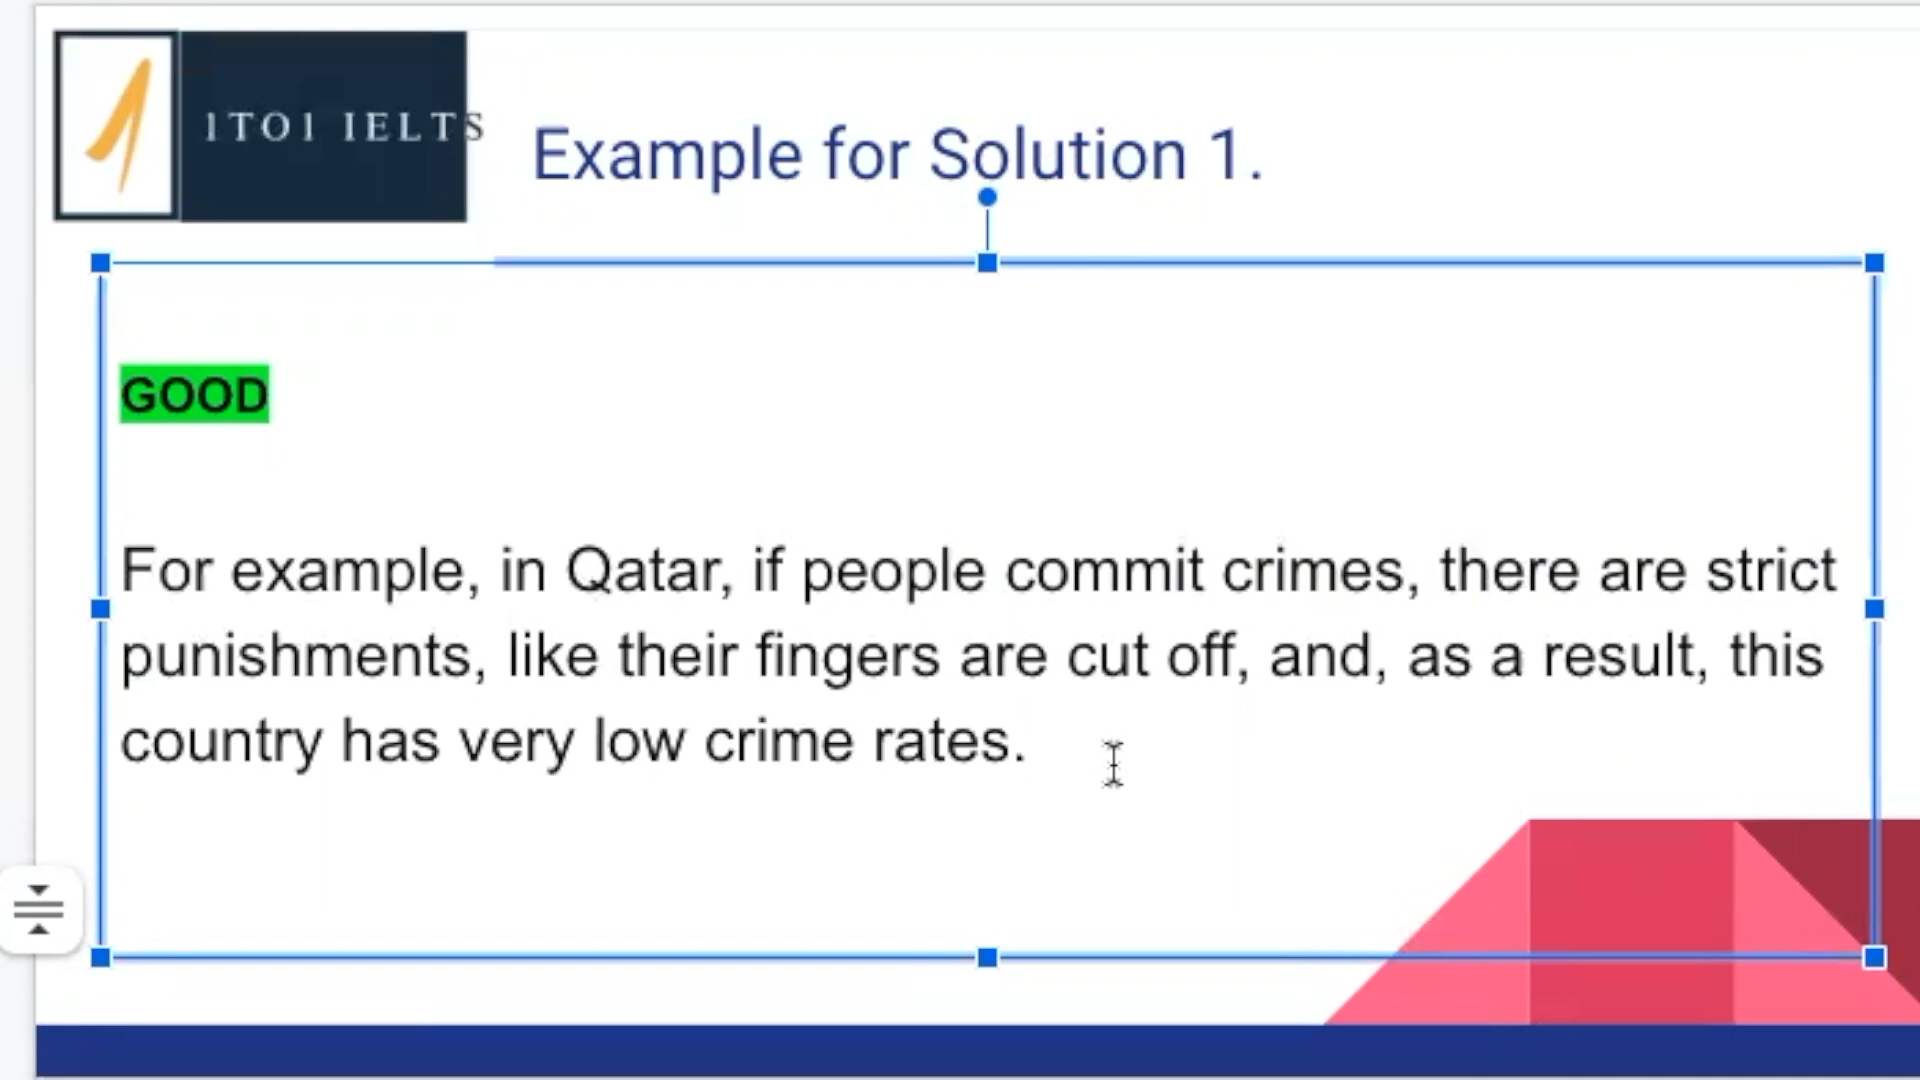 1TO1 IELTS
Example for Solution 1.
GOOD
For example, in Qatar, if people commit crimes, there are strict
punishments, like their fingers are cut off, and, as a result, this
country has very low crime rates.